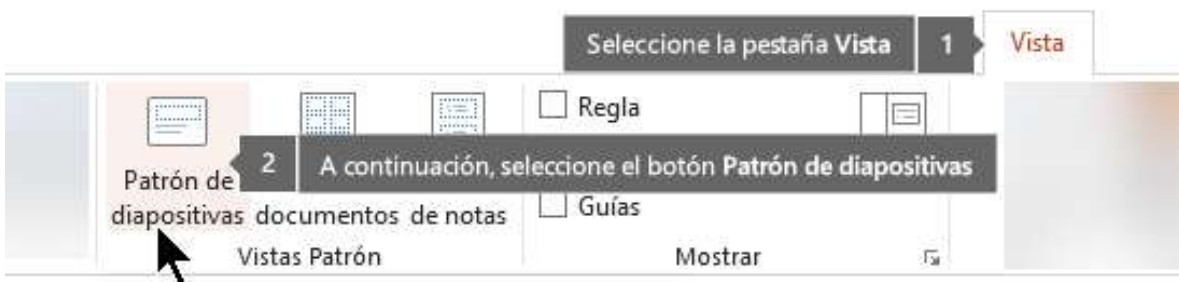 Seleccione la pestaña Vista 1 Vista
Regla
2 A continuación, seleccione el botón Patrón de diapositivas
Patrón de
diapositivas documentos de notas
Guías
Vistas Patrón Mostrar